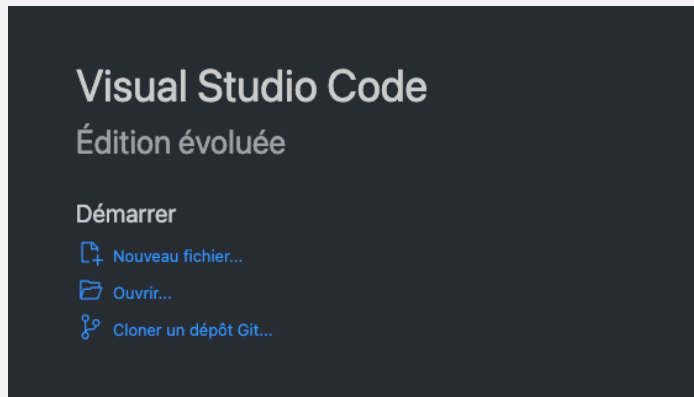 Visual Studio Code
Édition évoluée
Démarrer
Nouveau fichier...
Ouvrir...
Cloner un dépôt Git...